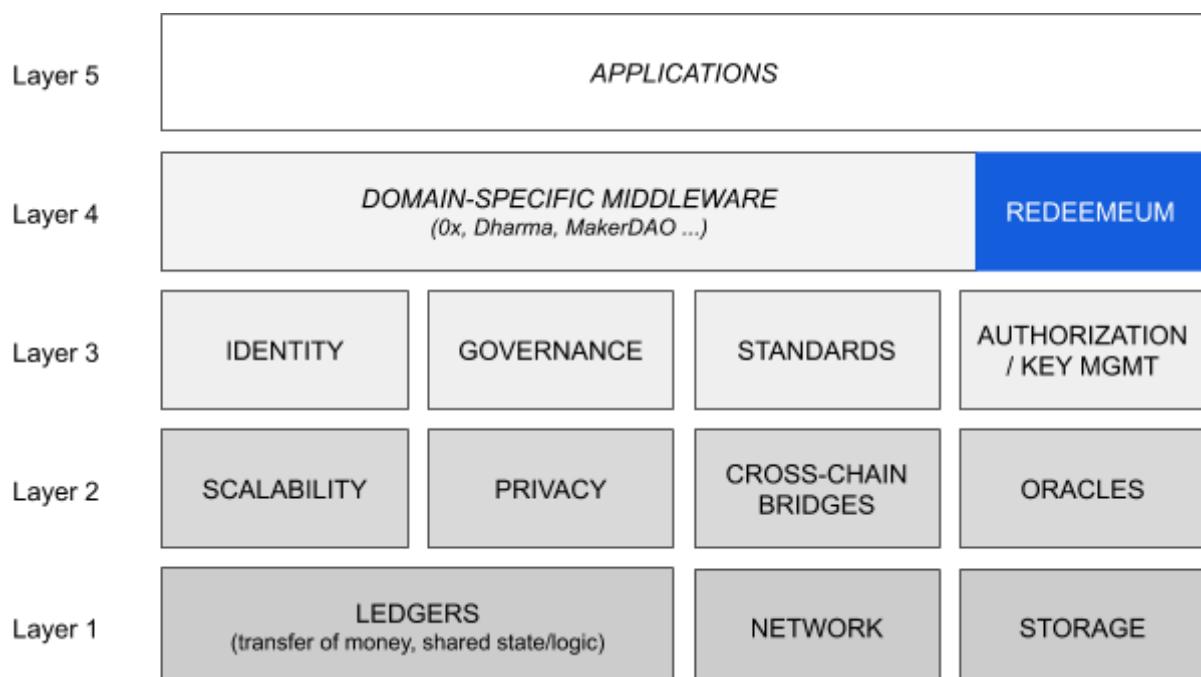 Layer 5
APPLICATIONS
Layer 4
DOMAIN-SPECIFIC MIDDLEWARE
(0x, Dharma, MakerDAO ...)
REDEEMEUM
Layer 3
IDENTITY
GOVERNANCE
STANDARDS
AUTHORIZATION
/ KEY MGMT
Layer 2
SCALABILITY
PRIVACY
CROSS-CHAIN
BRIDGES
ORACLES
Layer 1
LEDGERS
(transfer of money, shared state/logic)
NETWORK
STORAGE